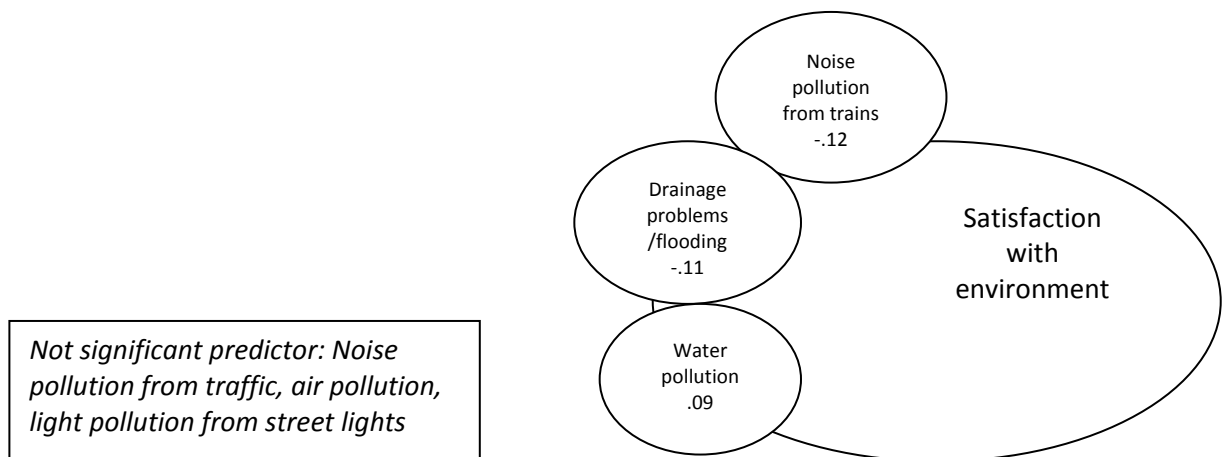 Noise
pollution
from trains
-.12
Drainage
problems
/flooding
-.11
Satisfaction
with
environment
Water
pollution
.09
Not significant predictor: Noise
pollution from traffic, air pollution,
light pollution from street lights